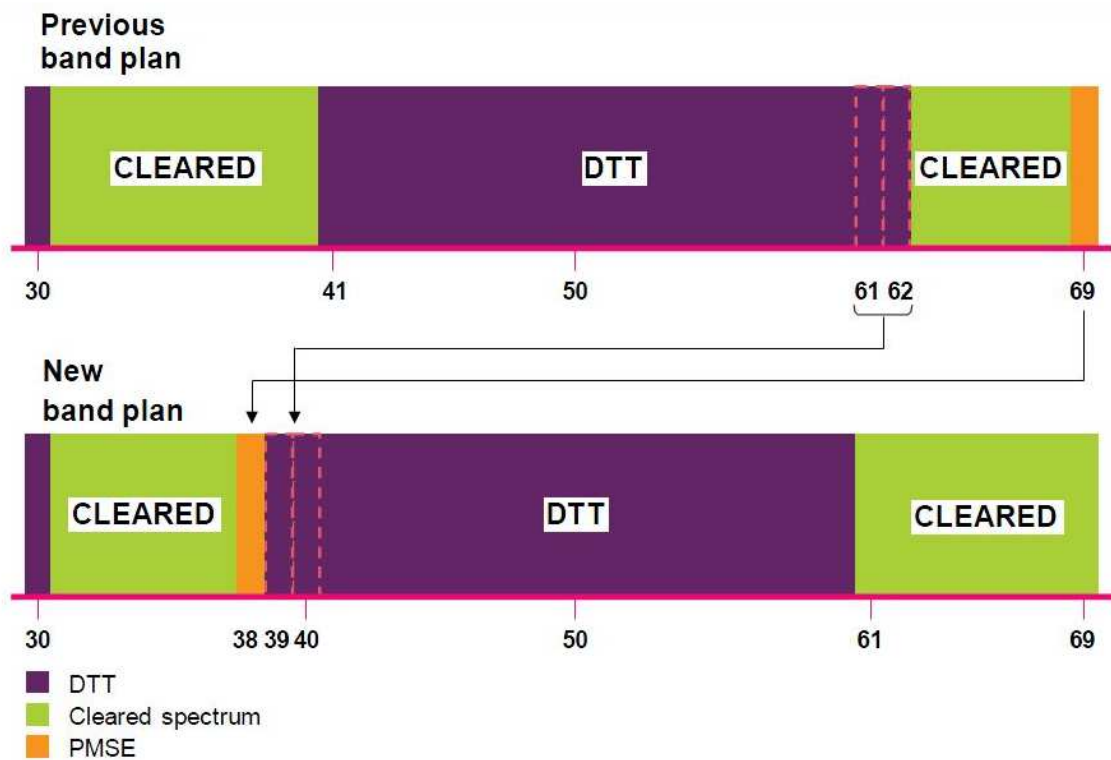 Previous
band plan
CLEARED
DTT
CLEARED
30
41
50
61 62
69
New
band plan
CLEARED
DTT
CLEARED
30
38 39 40
50
61
69
DTT
Cleared spectrum
PMSE